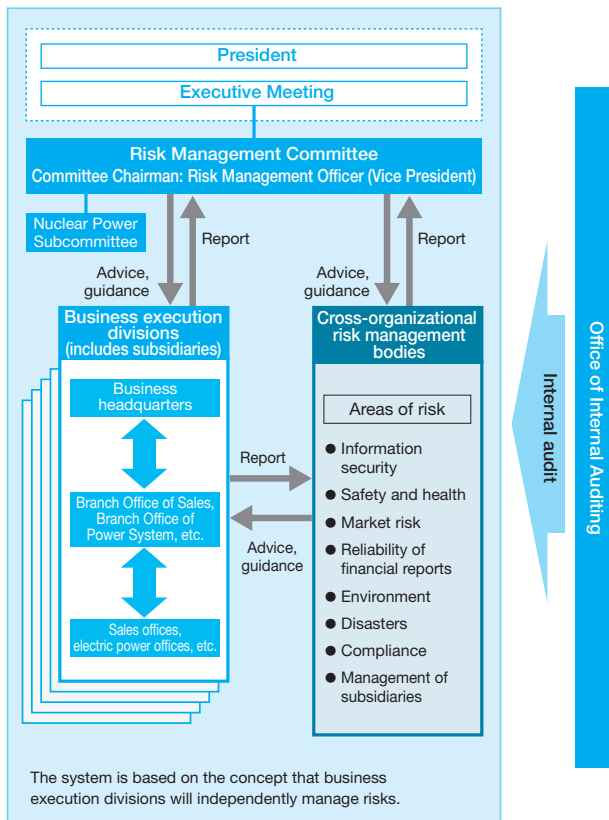 President
Executive Meeting
Risk Management Committee
Committee Chairman: Risk Management Officer (Vice President)
Nuclear Power
Subcommittee
Report
Advice,
guidance
Report
Advice,
guidance
Business execution
divisions
(includes subsidiaries)
Business
headquarters
Branch Office of Sales,
Branch Office of
Power System, etc.
Sales offices,
electric power offices, etc.
Report
Advice,
guidance
Cross-organizational
risk management
bodies
Areas of risk
● Information
security
● Safety and health
● Market risk
● Reliability of
financial reports
● Environment
● Disasters
● Compliance
● Management of
subsidiaries
Internal audit
Office of Internal Auditing
The system is based on the concept that business
execution divisions will independently manage risks.